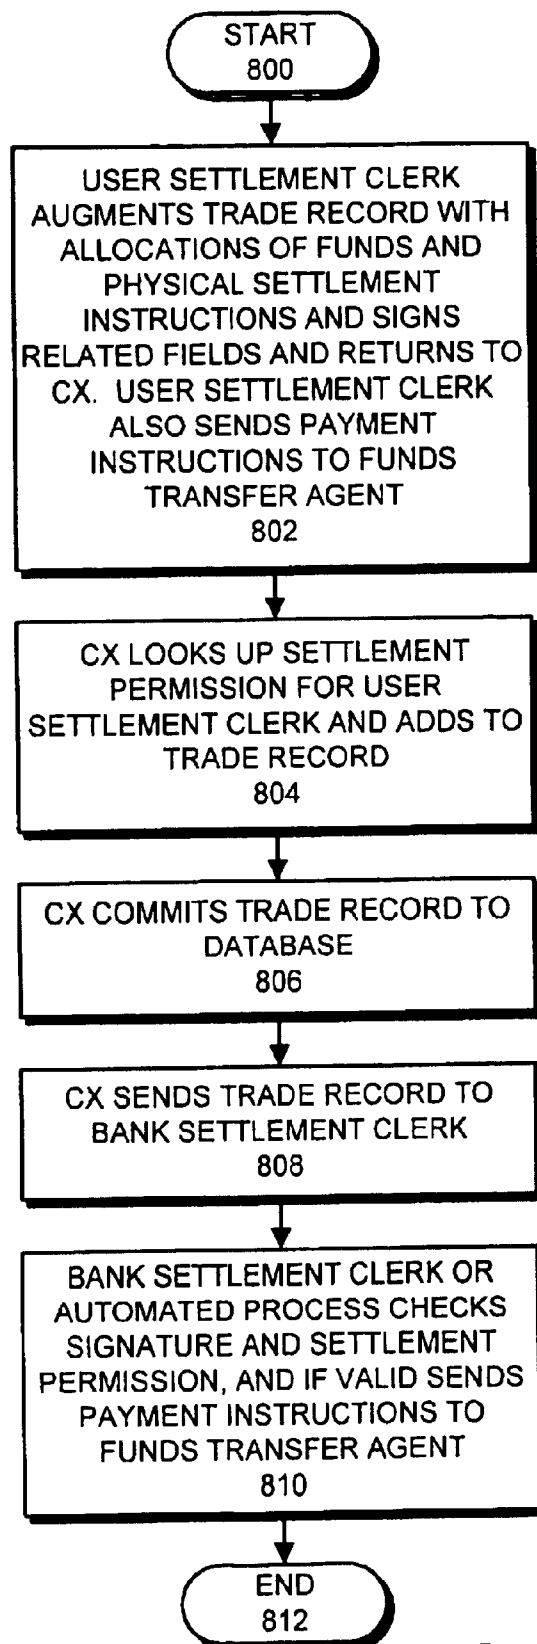 START
800
USER SETTLEMENT CLERK
AUGMENTS TRADE RECORD WITH
ALLOCATIONS OF FUNDS AND
PHYSICAL SETTLEMENT
INSTRUCTIONS AND SIGNS
RELATED FIELDS AND RETURNS TO
CX. USER SETTLEMENT CLERK
ALSO SENDS PAYMENT
INSTRUCTIONS TO FUNDS
TRANSFER AGENT
802
CX LOOKS UP SETTLEMENT
PERMISSION FOR USER
SETTLEMENT CLERK AND ADDS TO
TRADE RECORD
804
CX COMMITS TRADE RECORD TO
DATABASE
806
CX SENDS TRADE RECORD TO
BANK SETTLEMENT CLERK
808
BANK SETTLEMENT CLERK OR
AUTOMATED PROCESS CHECKS
SIGNATURE AND SETTLEMENT
PERMISSION, AND IF VALID SENDS
PAYMENT INSTRUCTIONS TO
FUNDS TRANSFER AGENT
810
END
812